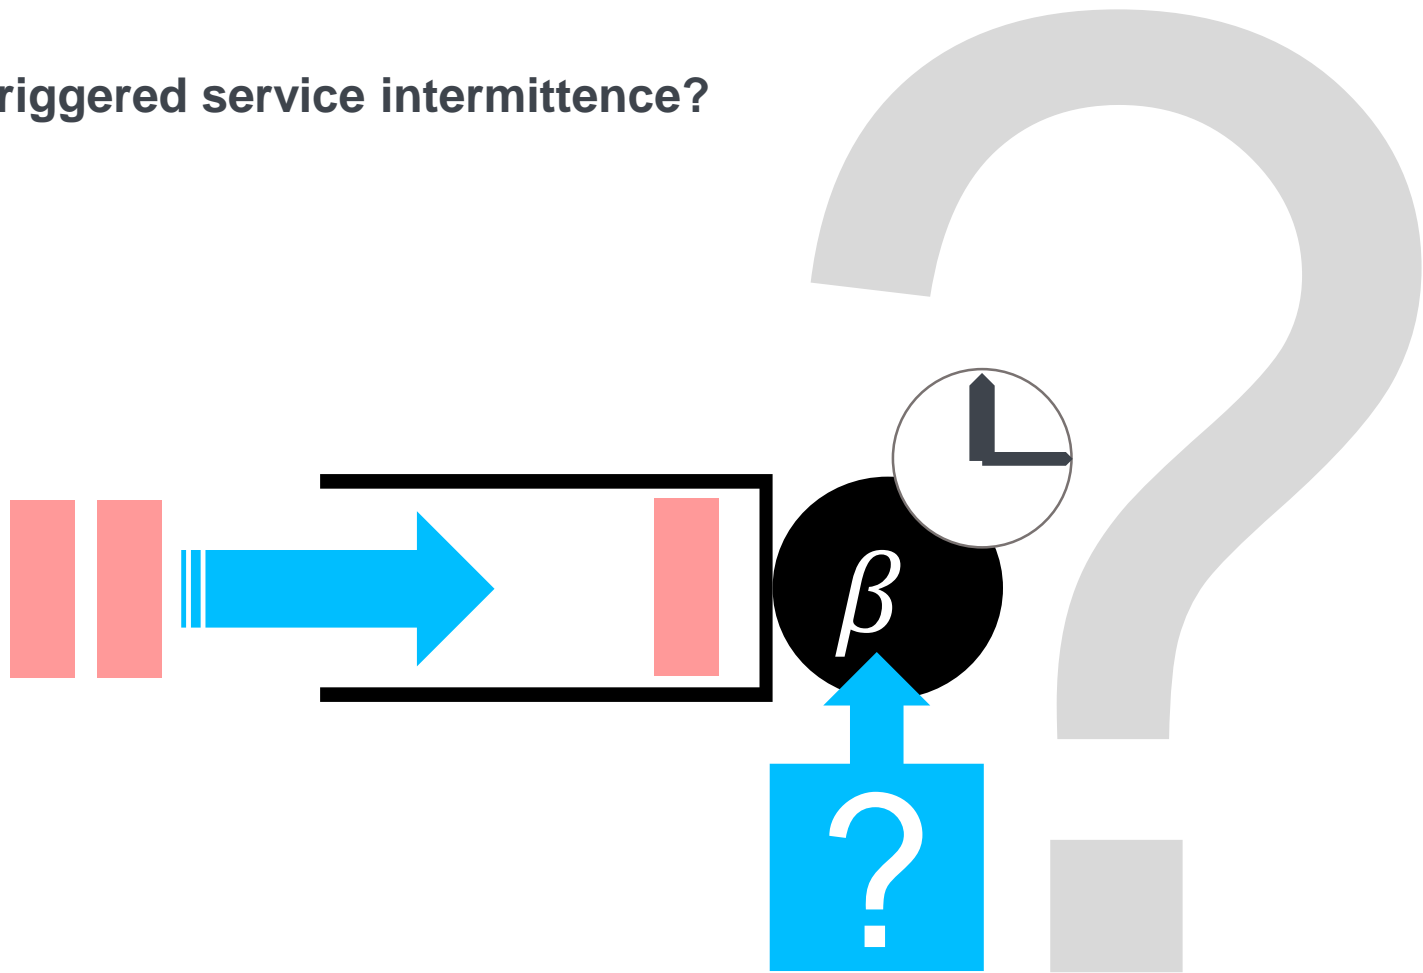 riggered service intermittence?
?
β
?